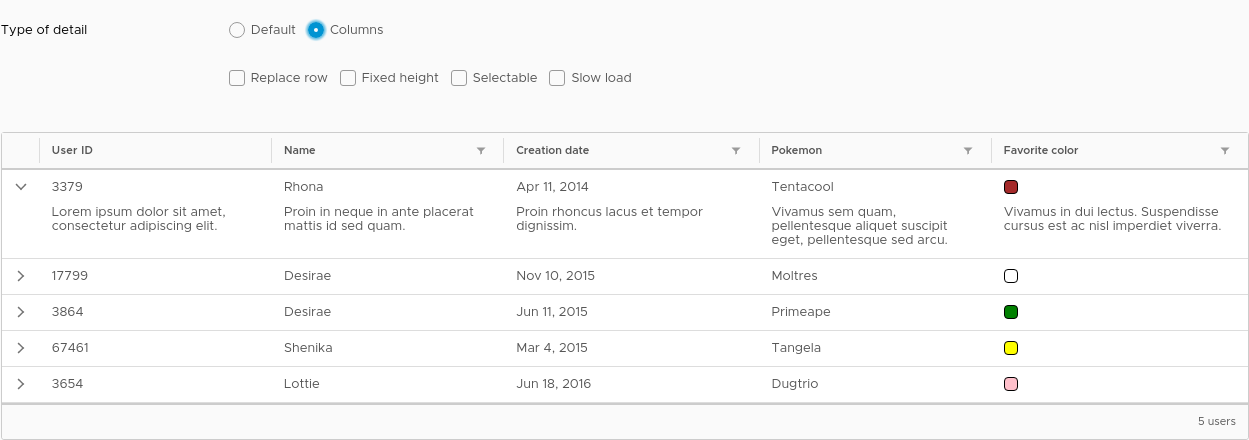 Type of detail Default Columns
Replace row Fixed height Selectable Slow load
User ID Name Creation date Pokemon Favorite color
3379 Rhona Apr 11, 2014 Tentacool
Lorem ipsum dolor sit amet, Proin in neque in ante placerat Proin rhoncus lacus et tempor Vivamus sem quam, Vivamus in dui lectus. Suspendisse
consectetur adipiscing elit. mattis id sed quam. dignissim. pellentesque aliquet suscipit cursus est ac nisl imperdiet viverra.
eget, pellentesque sed arcu.
17799 Desirae Nov 10, 2015 Moltres
3864 Desirae Jun 11, 2015 Primeape
67461 Shenika Mar 4, 2015 Tangela
3654 Lottie Jun 18, 2016 Dugtrio
5 users